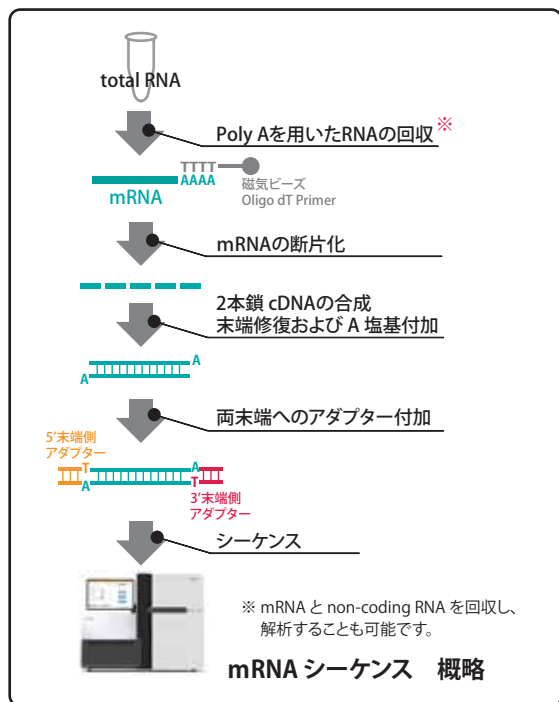 total RNA
Poly Aを用いたRNAの回収※
TTTT
AAAA
mRNA
磁気ビーズ
Oligo dT Primer
mRNAの断片化
2本鎖 cDNAの合成
末端修復および A 塩基付加
A
A
両末端へのアダプター付加
5'末端側
アダプター
T
A
A
T
3'末端側
アダプター
シーケンス
※ mRNA と non-coding RNA を回収し、
解析することも可能です。
mRNA シーケンス 概略